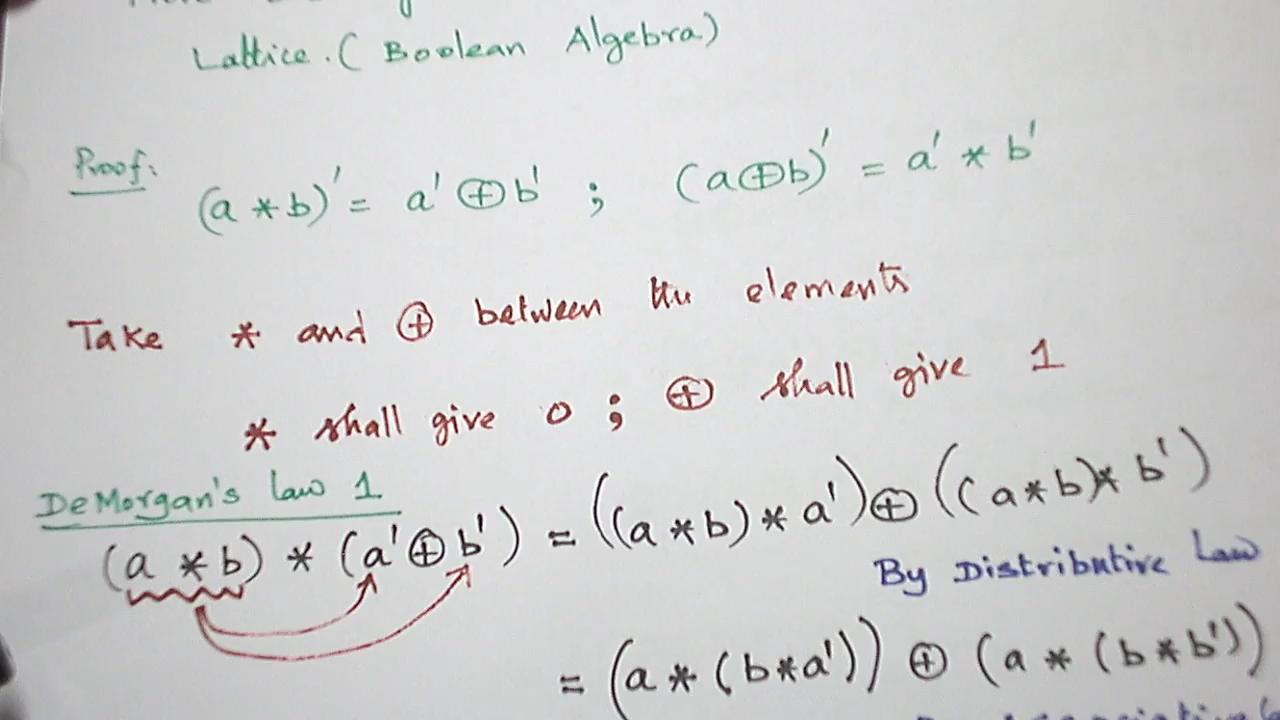 Lattice. ( Boolean Algebra)
Proof:
(a * b)' = a' ⊕ b' ; (a ⊕ b)' = a' * b'
Take * and ⊕ between the elements
* shall give 0 ; ⊕ shall give 1
DeMorgan's law 1
(a * b) * (a' ⊕ b') = ((a * b) * a') ⊕ ((a * b) * b')
By Distributive Law
= (a * (b * a')) ⊕ (a * (b * b'))